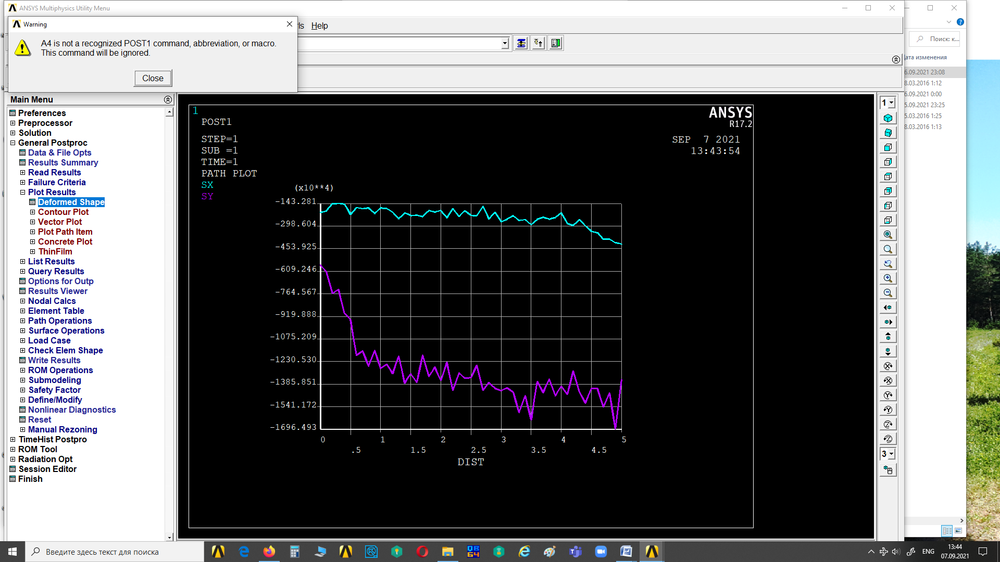 ANSYS Multiphysics Utility Menu
Warning
Help
A4 is not a recognized POST1 command, abbreviation, or macro.
This command will be ignored.
Close
Поиск: к...
6.09.2021 23:08
8.03.2016 1:12
6.09.2021 0:00
5.09.2021 23:25
5.03.2016 1:25
8.03.2016 1:13
Main Menu
Preferences
Preprocessor
Solution
General Postproc
Data & File Opts
Results Summary
Read Results
Failure Criteria
Plot Results
Deformed Shape
Contour Plot
Vector Plot
Plot Path Item
Concrete Plot
ThinFilm
List Results
Query Results
Options for Outp
Results Viewer
Nodal Calcs
Element Table
Path Operations
Surface Operations
Load Case
Check Elem Shape
Write Results
ROM Operations
Submodeling
Safety Factor
Define/Modify
Nonlinear Diagnostics
Reset
Manual Rezoning
TimeHist Postpro
ROM Tool
Radiation Opt
Session Editor
Finish
1
POST1
STEP=1
SUB =1
TIME=1
PATH PLOT
SX
SY
ANSYS
R17.2
SEP 7 2021
13:43:54
(x10**4)
-143.281
-298.604
-453.925
-609.246
-764.567
-919.888
-1075.209
-1230.530
-1385.851
-1541.172
-1696.493
0
.5
1
1.5
2
2.5
3
3.5
4
4.5
5
DIST
1
3
Введите здесь текст для поиска
QB
64
ENG
13:44
07.09.2021